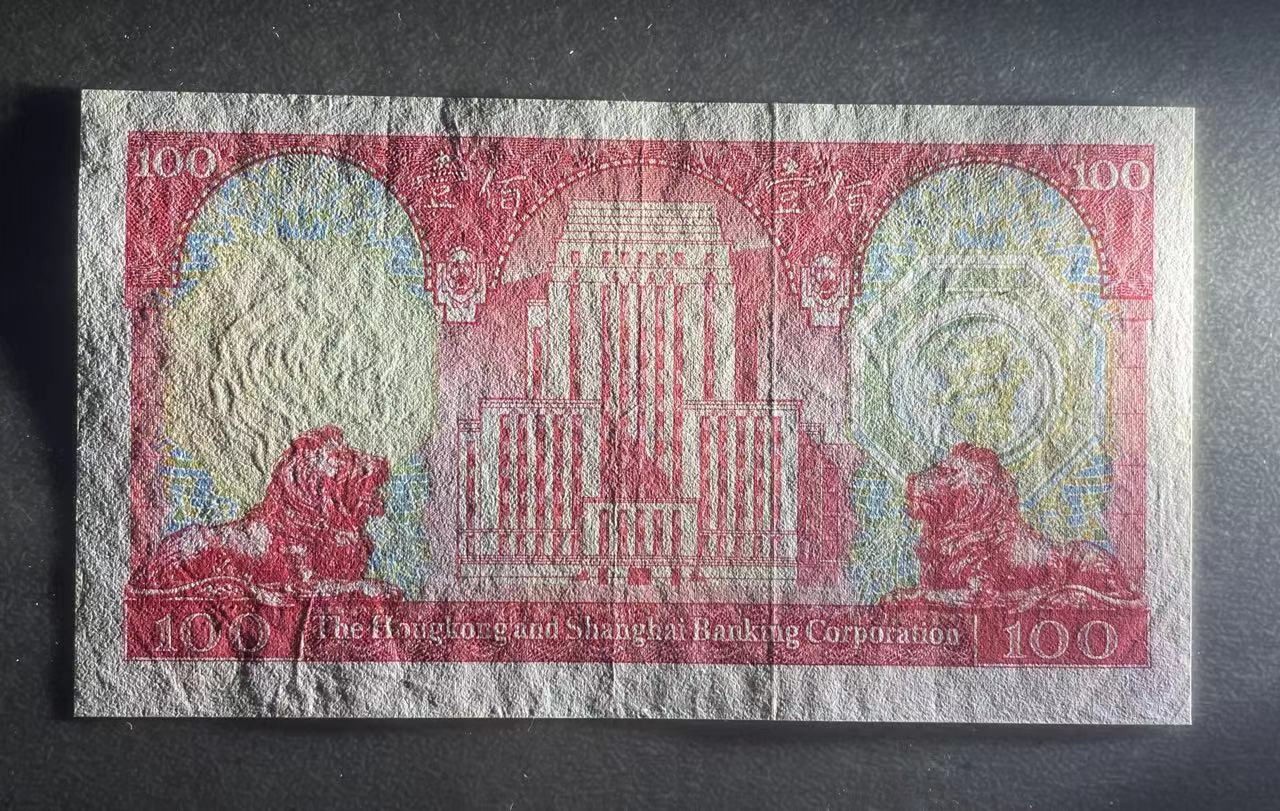 100 壹佰 壹佰 100
100 The Hongkong and Shanghai Banking Corporation 100